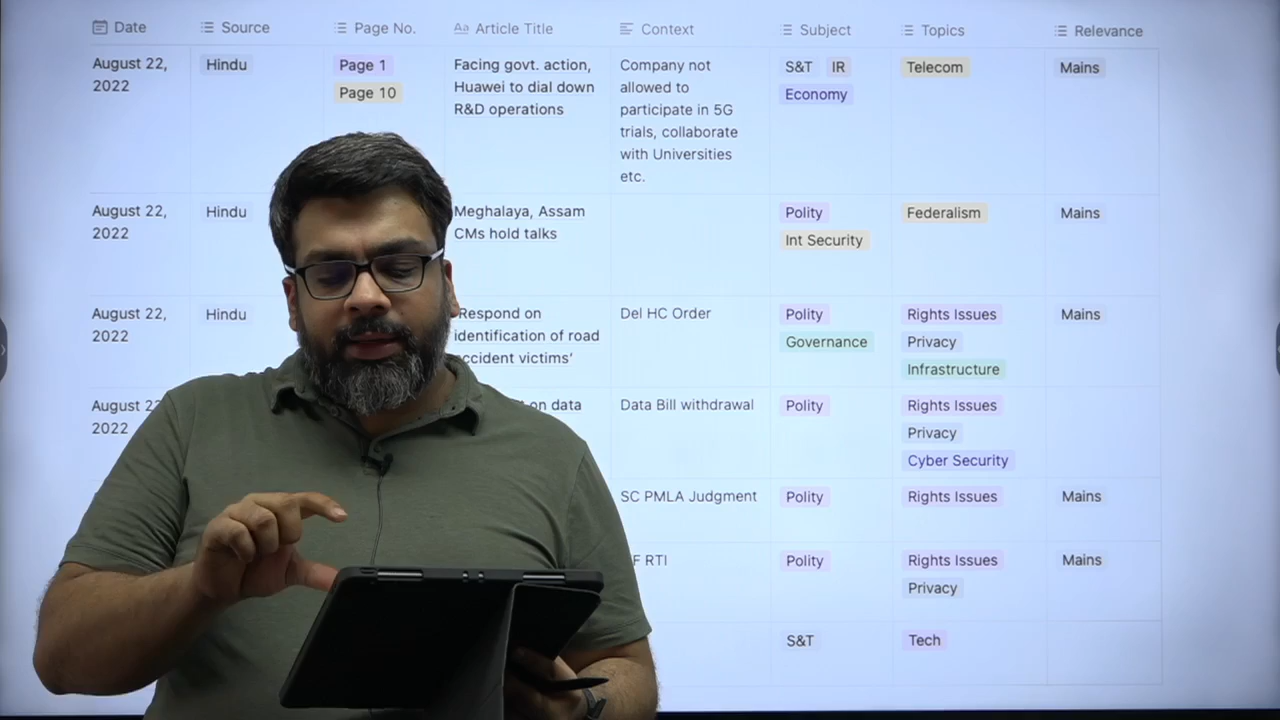 Date Source Page No. Article Title Context Subject Topics Relevance
August 22, Hindu Page 1 Facing govt. action, Company not S&T IR Telecom Mains
2022 Page 10 Huawei to dial down allowed to Economy
R&D operations participate in 5G
trials, collaborate
with Universities
etc.
August 22, Hindu Meghalaya, Assam Polity Federalism Mains
2022 CMs hold talks Int Security
August 22, Hindu Respond on Del HC Order Polity Rights Issues Mains
2022 identification of road Governance Privacy
accident victims' Infrastructure
August on data Data Bill withdrawal Polity Rights Issues
2022 Privacy
Cyber Security
SC PMLA Judgment Polity Rights Issues Mains
RTI Polity Rights Issues Mains
Privacy
S&T Tech